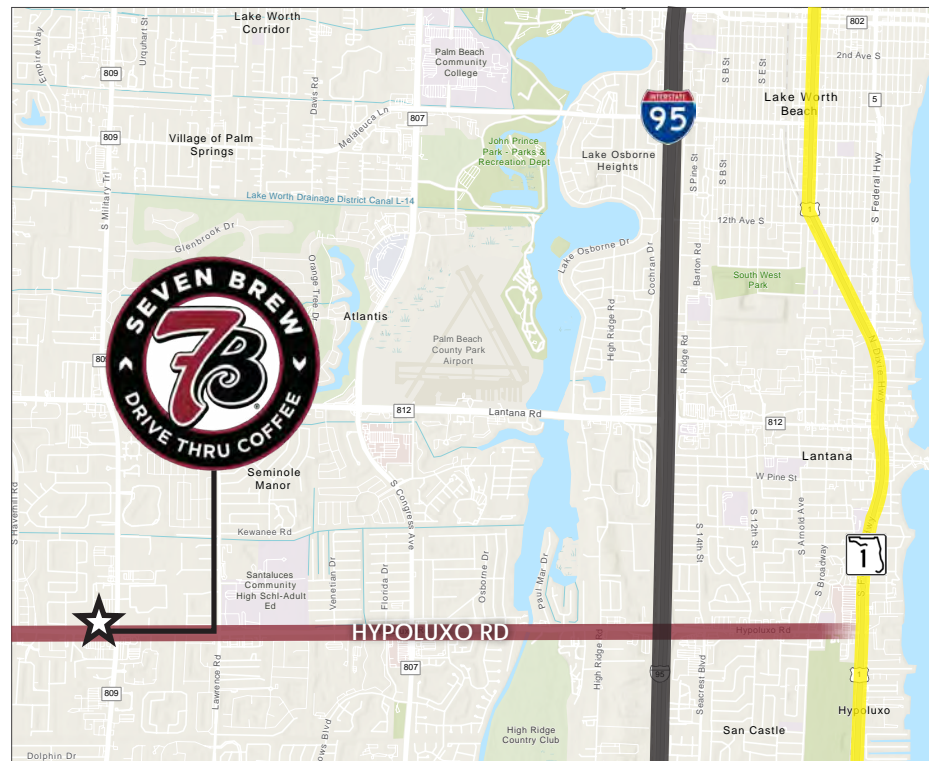 Lake Worth
Corridor
Empire Way
Urquhart St
809
Palm Beach
Community
College
802
2nd Ave S
S B St
S E St
Davis Rd
Lake Worth
Beach
5
INTERSTATE
95
809
Village of Palm
Springs
Melaleuca Ln
807
John Prince
Park - Parks &
Recreation Dept
Lake Osborne
Heights
S Pine St
S B St
S Federal Hwy
S Military Trl
Lake Worth Drainage District Canal L-14
1
12th Ave S
Glenbrook Dr
Orange Tree Dr
Lake Osborne Dr
Cochran Dr
Barton Rd
South West
Park
SEVEN BREW
7B
®
DRIVE THRU COFFEE
Atlantis
Palm Beach
County Park
Airport
High Ridge Rd
Ridge Rd
N Dixie Hwy
812
Lantana Rd
812
Lantana
Seminole
Manor
W Pine St
S Haverhill Rd
S Congress Ave
Kewanee Rd
S 14th St
S 12th St
S Arnold Ave
S Broadway
1
Santaluces
Community
High Schl-Adult
Ed
Venetian Dr
Florida Dr
Osborne Dr
Paul Mar Dr
HYPOLUXO RD
Hypoluxo Rd
High Ridge Rd
809
Lawrence Rd
807
95
Seacrest Blvd
1
Hypoluxo
High Ridge
Country Club
San Castle
Dolphin Dr